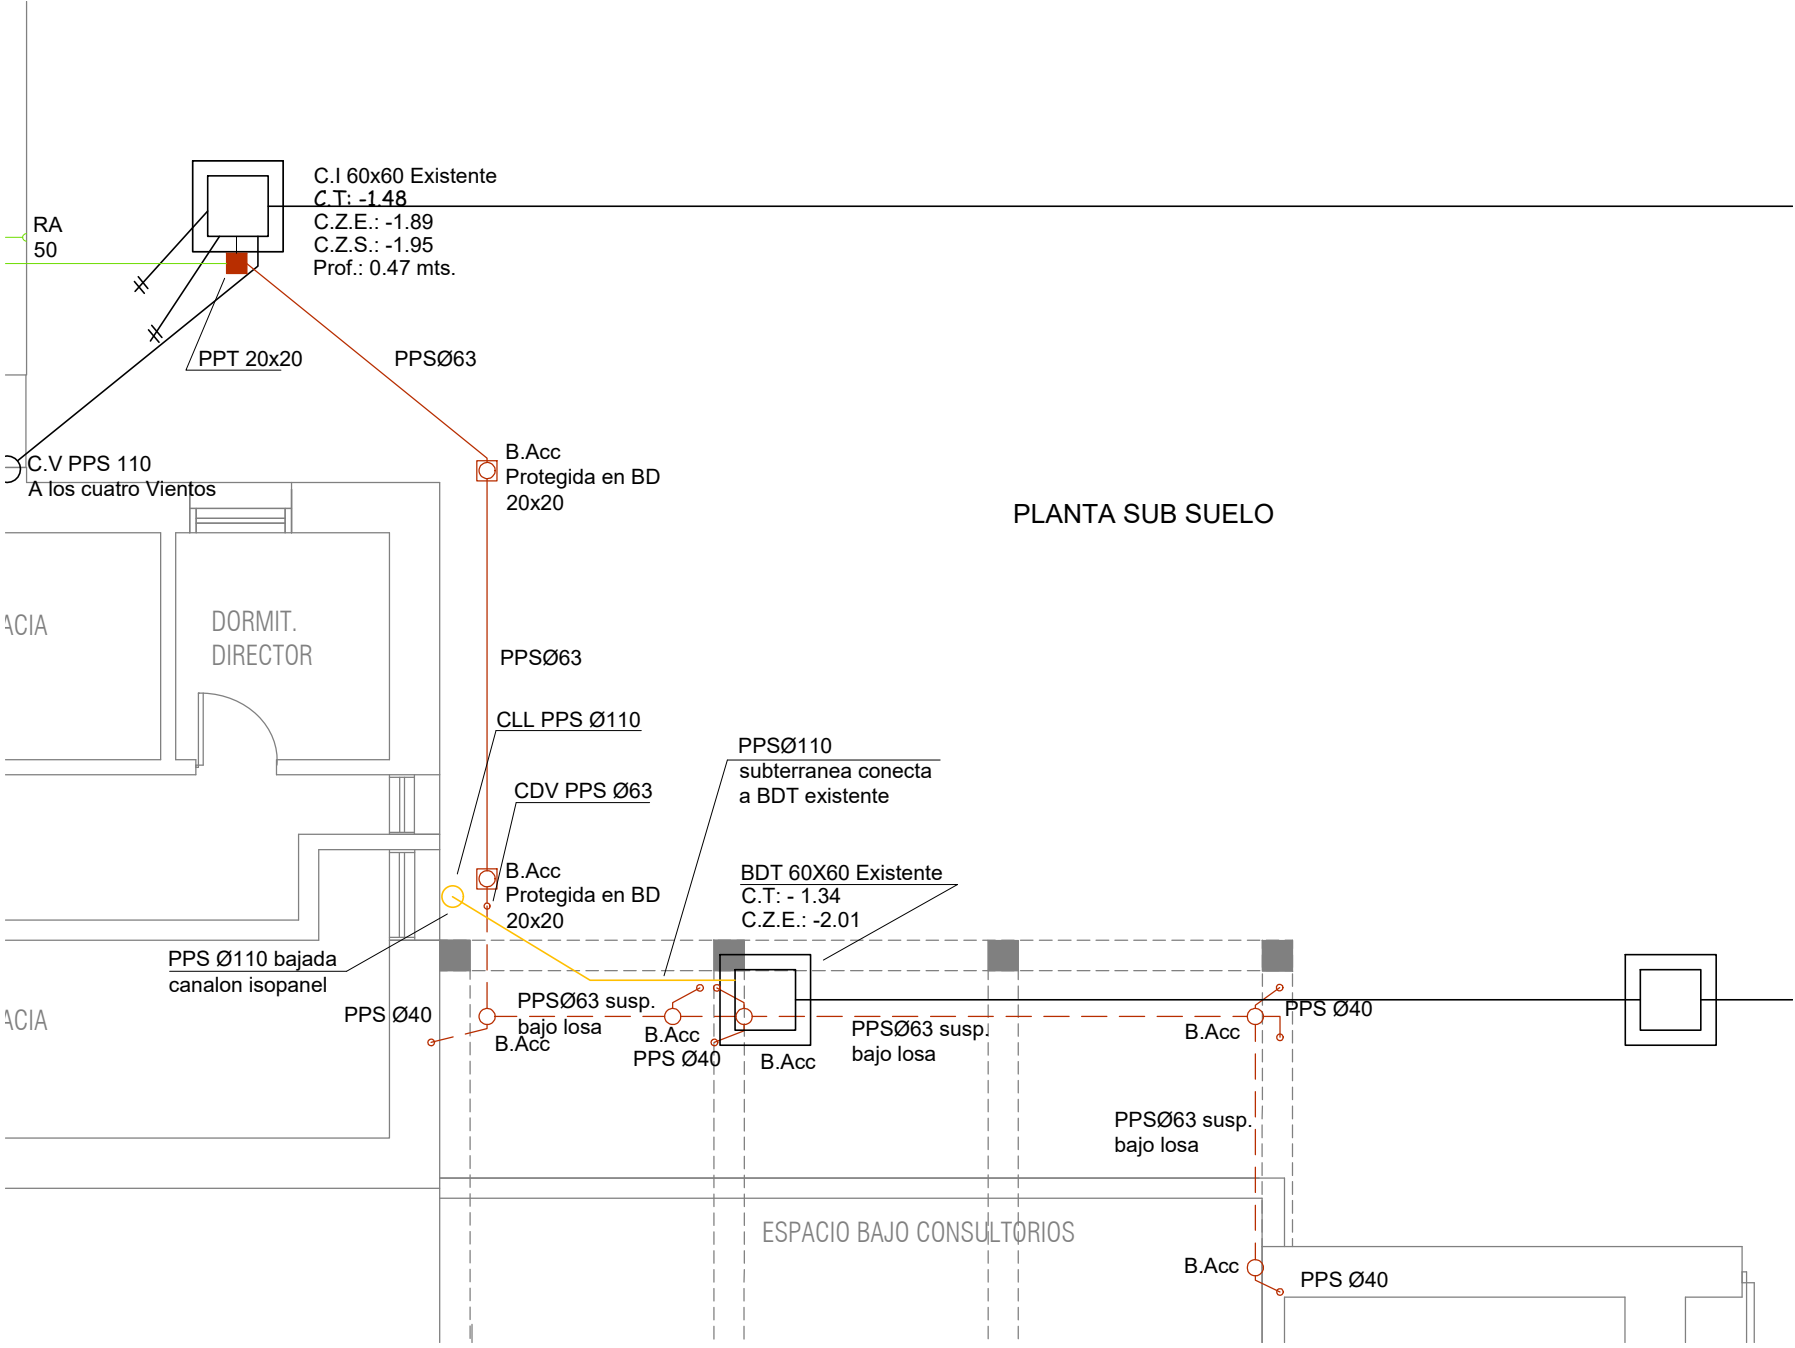 C.I 60x60 Existente
C.T: -1.48
C.Z.E.: -1.89
C.Z.S.: -1.95
Prof.: 0.47 mts.
RA
50
PPT 20x20
PPSØ63
B.Acc
Protegida en BD
20x20
C.V PPS 110
A los cuatro Vientos
PLANTA SUB SUELO
DORMIT.
DIRECTOR
ACIA
PPSØ63
CLL PPS Ø110
PPSØ110
subterranea conecta
a BDT existente
CDV PPS Ø63
B.Acc
Protegida en BD
20x20
BDT 60X60 Existente
C.T: - 1.34
C.Z.E.: -2.01
PPS Ø110 bajada
canalon isopanel
ACIA
PPS Ø40
PPSØ63 susp.
bajo losa
B.Acc
B.Acc
PPS Ø40
B.Acc
PPSØ63 susp.
bajo losa
B.Acc
PPS Ø40
PPSØ63 susp.
bajo losa
ESPACIO BAJO CONSULTORIOS
B.Acc
PPS Ø40